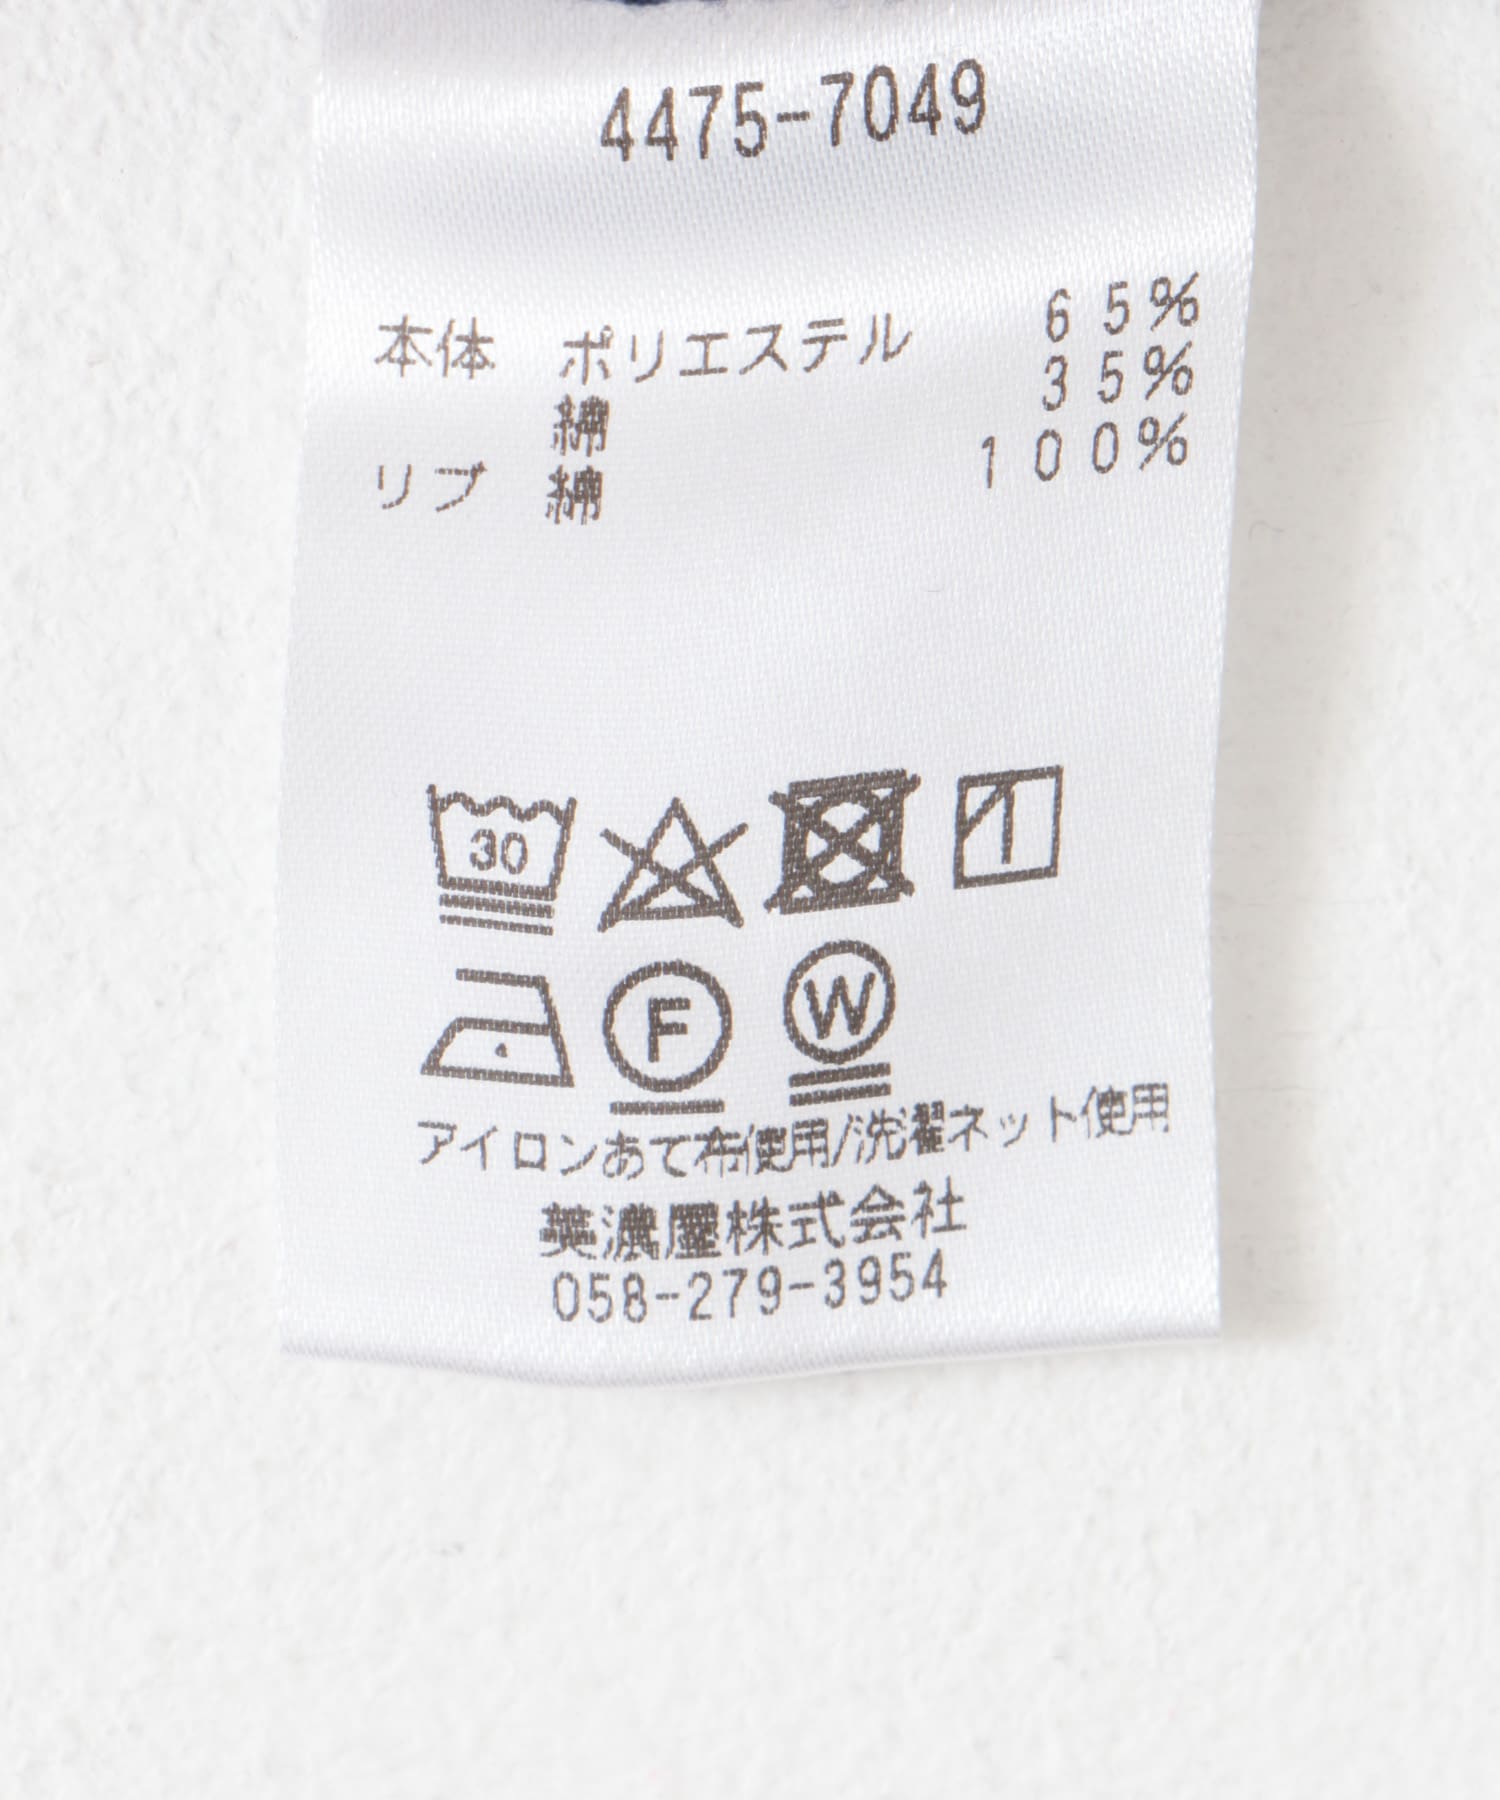 4475-7049
本体 ポリエステル 65%
綿 35%
リブ 綿 100%
30
F W
アイロンあて布使用/洗濯ネット使用
美濃屋株式会社
058-279-3954